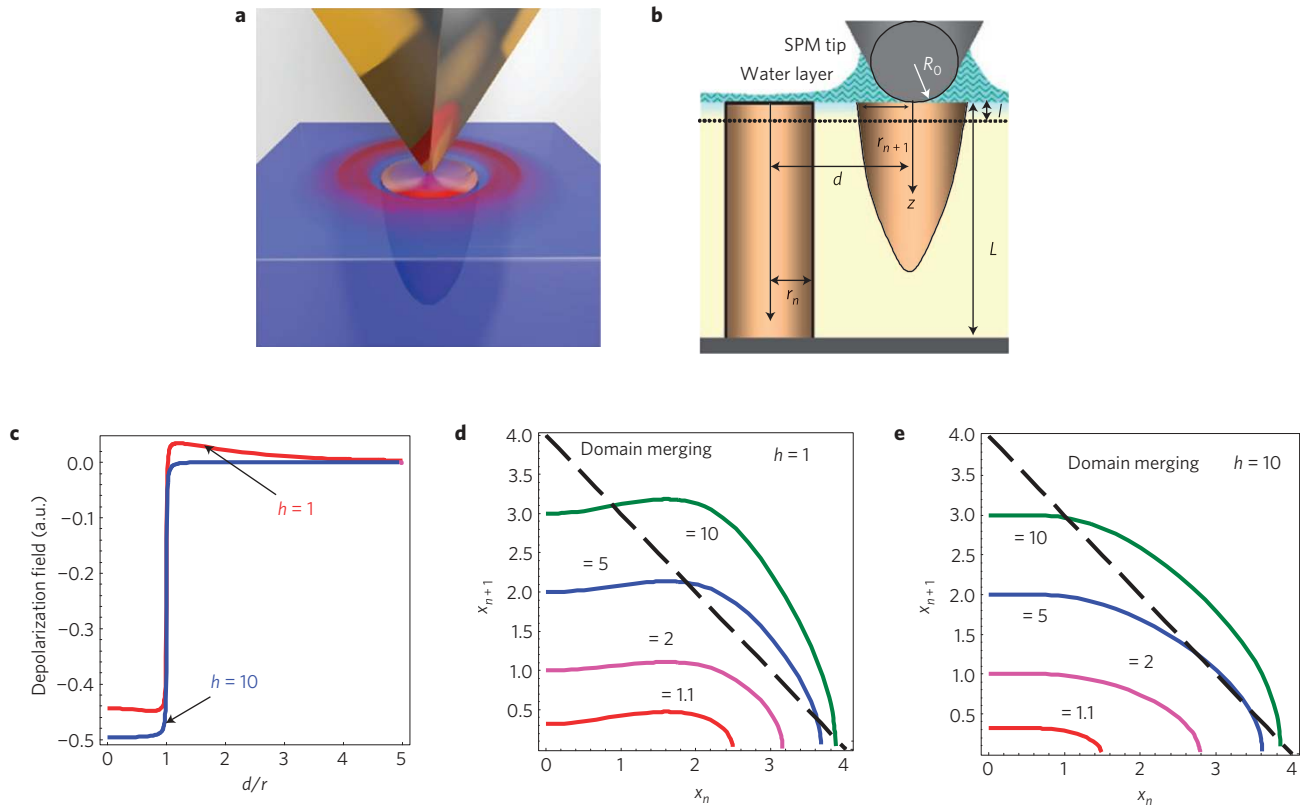 a
b
SPM tip
Water layer
R0
l
rn+1
d
z
L
rn
c
Depolarization field (a.u.)
0.0
−0.1
−0.2
−0.3
−0.4
−0.5
h = 1
h = 10
0
1
2
3
4
5
d/r
d
Domain merging
h = 1
xn+1
4.0
3.5
3.0
2.5
2.0
1.5
1.0
0.5
= 10
= 5
= 2
= 1.1
0
1
2
3
4
xn
e
Domain merging
h = 10
xn+1
4.0
3.5
3.0
2.5
2.0
1.5
1.0
0.5
= 10
= 5
= 2
= 1.1
0
1
2
3
4
xn